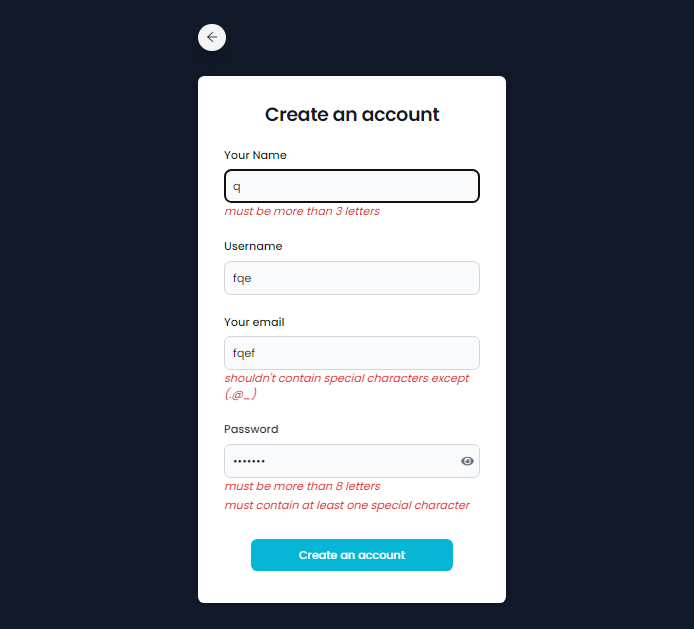 Create an account
Your Name
q
must be more than 3 letters
Username
fqe
Your email
fqef
shouldn't contain special characters except
(.@_)
Password
•••••••
must be more than 8 letters
must contain at least one special character
Create an account